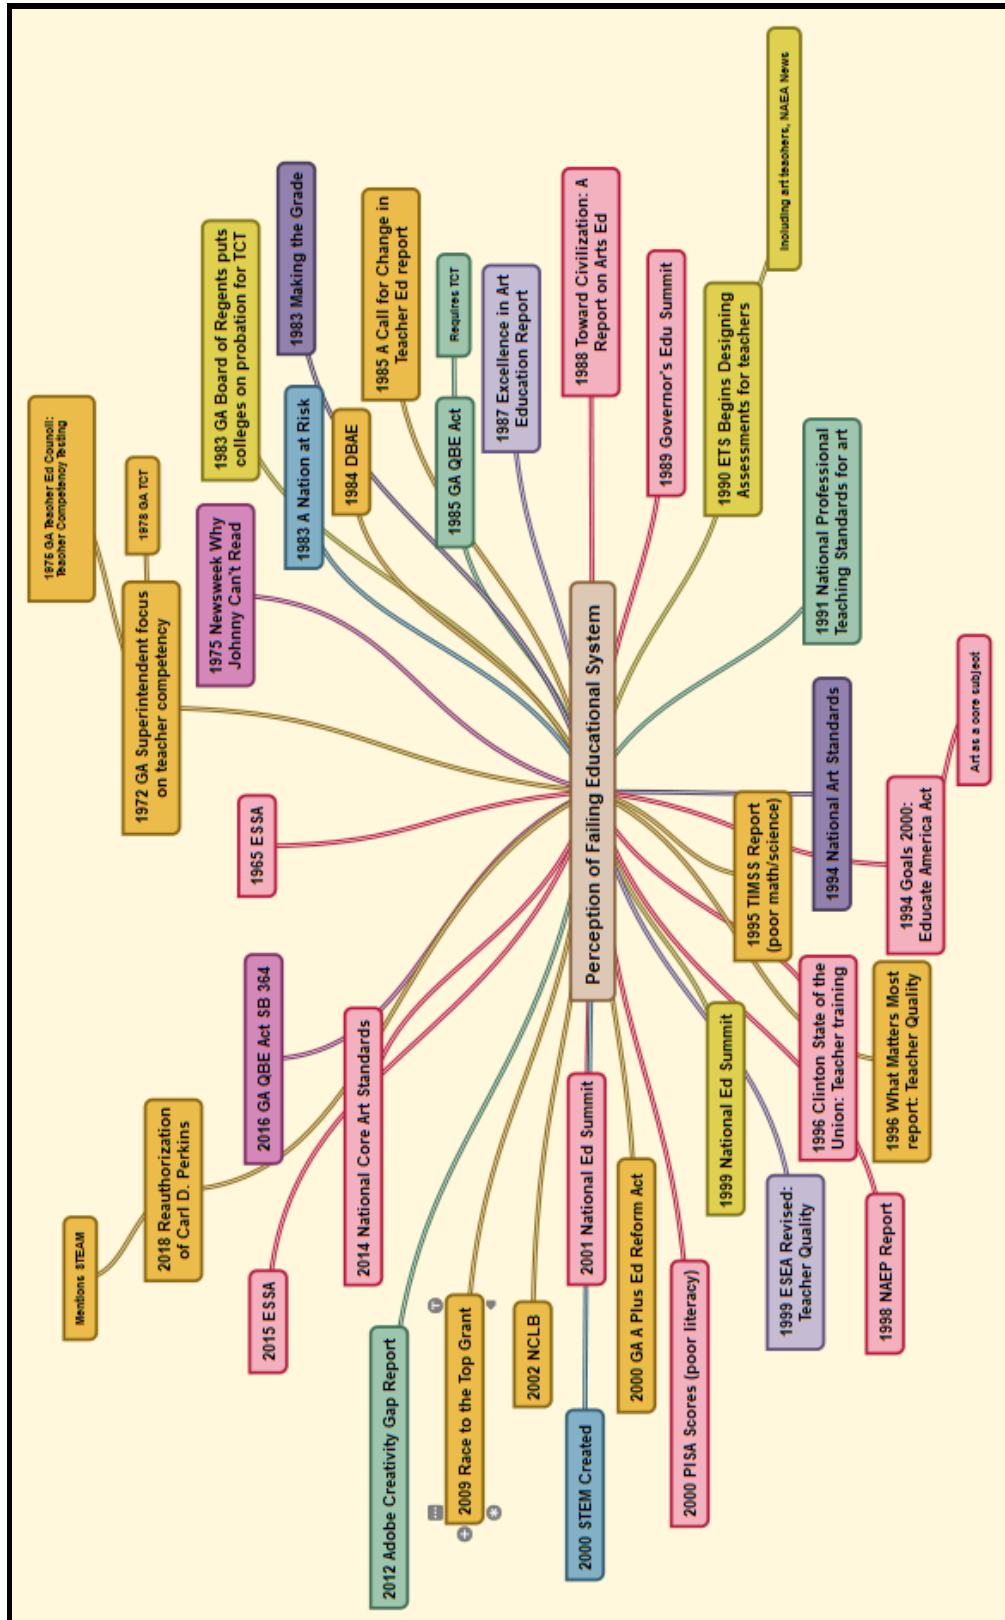 Perception of Failing Educational System
1965 ESSA
1972 GA Superintendent focus
on teacher competency
1976 GA Teacher Ed Council:
Teacher Competency Testing
1978 GA TCT
1975 Newsweek Why
Johnny Can't Read
1983 GA Board of Regents puts
colleges on probation for TCT
1983 A Nation at Risk
1983 Making the Grade
1984 DBAE
1985 A Call for Change in
Teacher Ed report
1985 GA QBE Act
Requires TCT
1987 Excellence in Art
Education Report
1988 Toward Civilization: A
Report on Arts Ed
1989 Governor's Edu Summit
1990 ETS Begins Designing
Assessments for teachers
Including art teachers, NAEA News
1991 National Professional
Teaching Standards for art
1994 National Art Standards
1994 Goals 2000:
Educate America Act
Art as a core subject
1995 TIMSS Report
(poor math/science)
1996 Clinton State of the
Union: Teacher training
1996 What Matters Most
report: Teacher Quality
1998 NAEP Report
1999 National Ed Summit
1999 ESEA Revised:
Teacher Quality
2000 PISA Scores (poor literacy)
2000 GA A Plus Ed Reform Act
2001 National Ed Summit
2000 STEM Created
2002 NCLB
2009 Race to the Top Grant
2012 Adobe Creativity Gap Report
2014 National Core Art Standards
2015 ESSA
2016 GA QBE Act SB 364
2018 Reauthorization
of Carl D. Perkins
Mentions STEAM